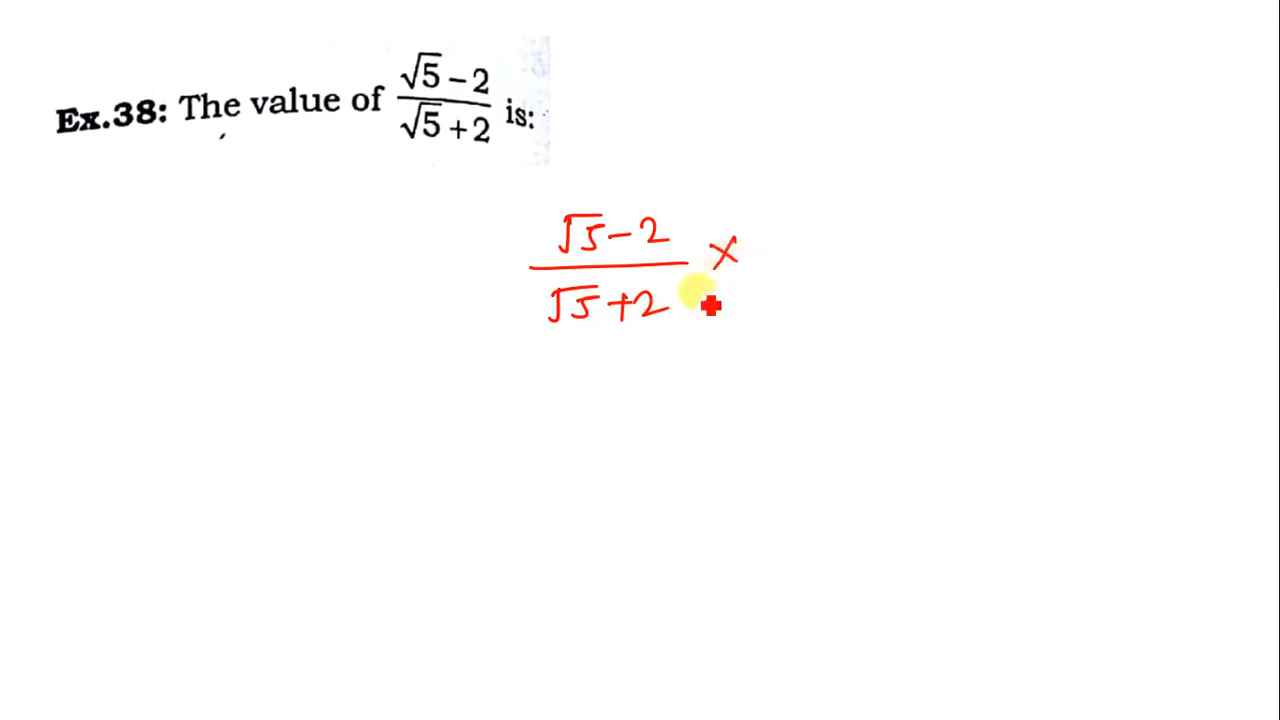 Ex.38: The value of (√5 − 2)/(√5 + 2) is:
(√5 − 2)/(√5 + 2) ×